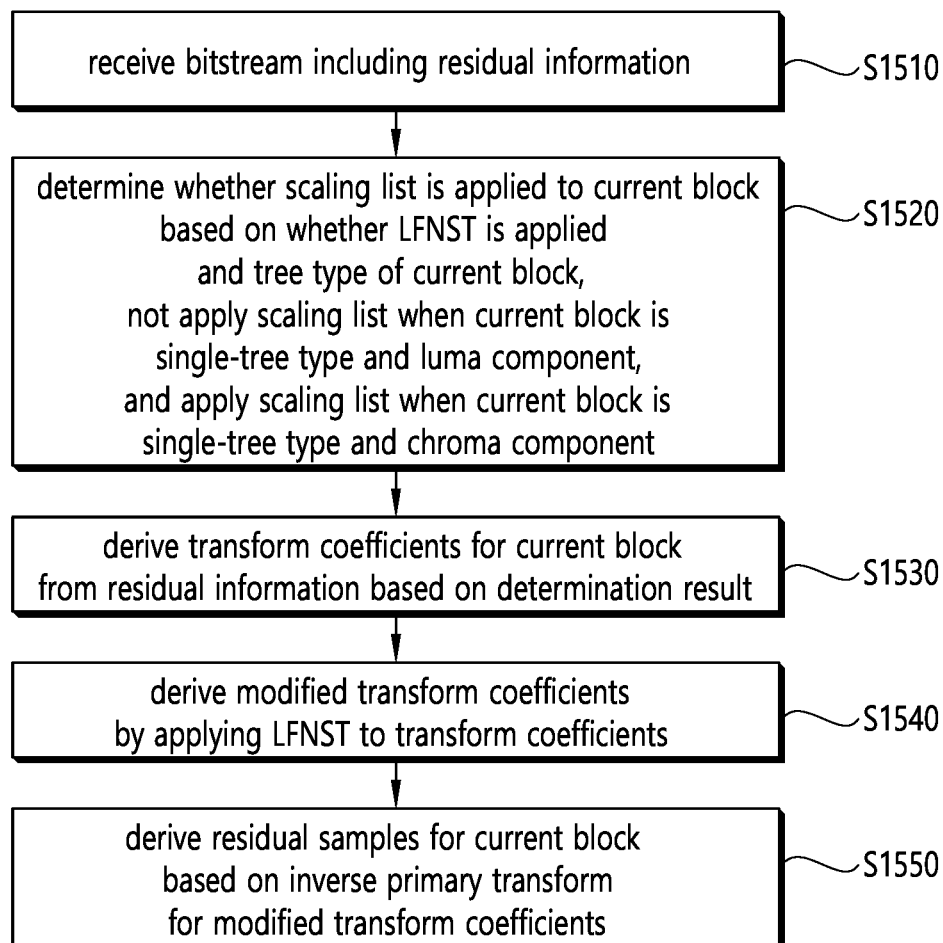 receive bitstream including residual information
S1510
determine whether scaling list is applied to current block
based on whether LFNST is applied
and tree type of current block,
not apply scaling list when current block is
single-tree type and luma component,
and apply scaling list when current block is
single-tree type and chroma component
S1520
derive transform coefficients for current block
from residual information based on determination result
S1530
derive modified transform coefficients
by applying LFNST to transform coefficients
S1540
derive residual samples for current block
based on inverse primary transform
for modified transform coefficients
S1550